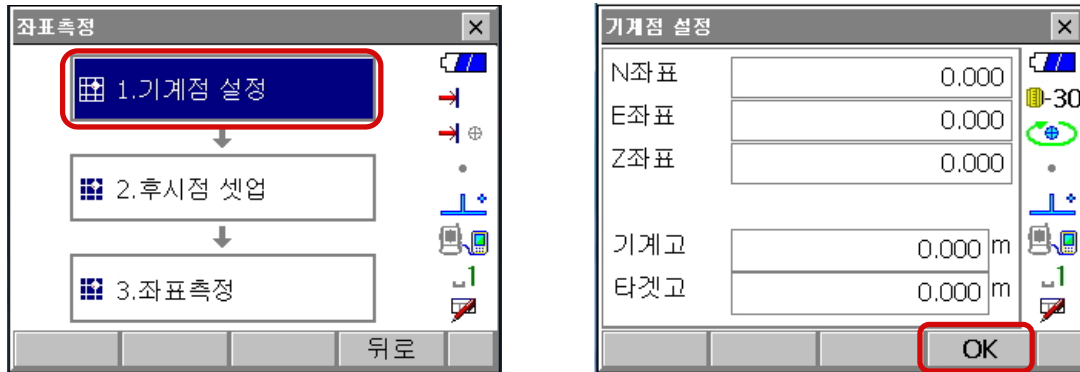 좌표측정
1.기계점 설정
2.후시점 셋업
3.좌표측정
1
뒤로
기계점 설정
N좌표 0.000
E좌표 0.000
Z좌표 0.000
기계고 0.000 m
타겟고 0.000 m
-30
1
OK